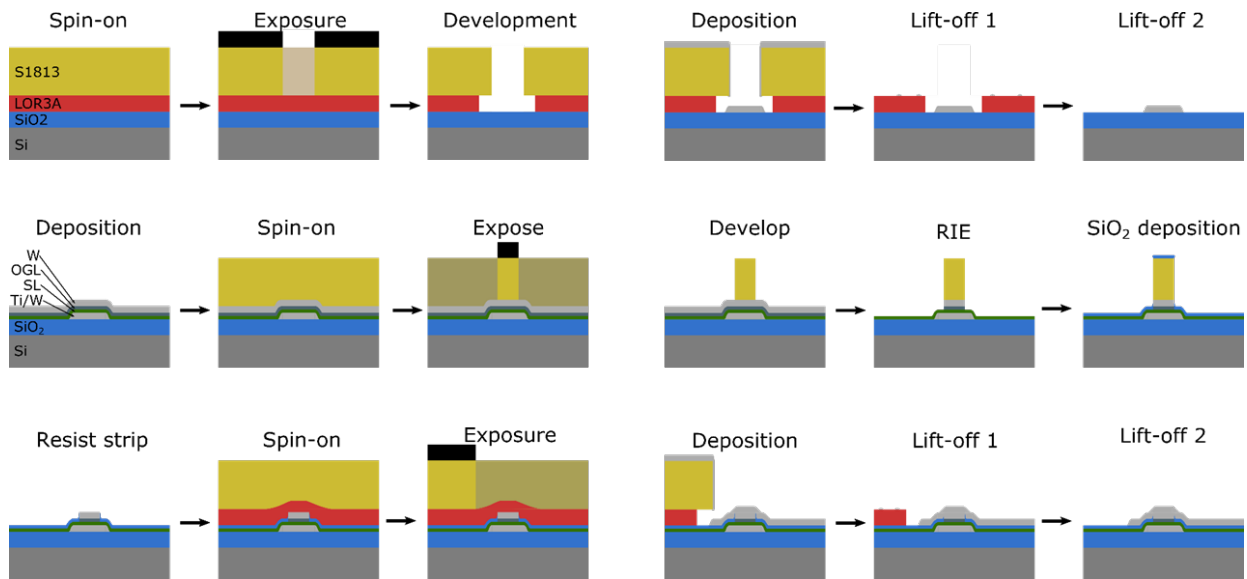 Spin-on
Exposure
Development
Deposition
Lift-off 1
Lift-off 2
S1813
LOR3A
SiO2
Si
Deposition
Spin-on
Expose
Develop
RIE
SiO₂ deposition
W
OGL
SL
Ti/W
SiO₂
Si
Resist strip
Spin-on
Exposure
Deposition
Lift-off 1
Lift-off 2